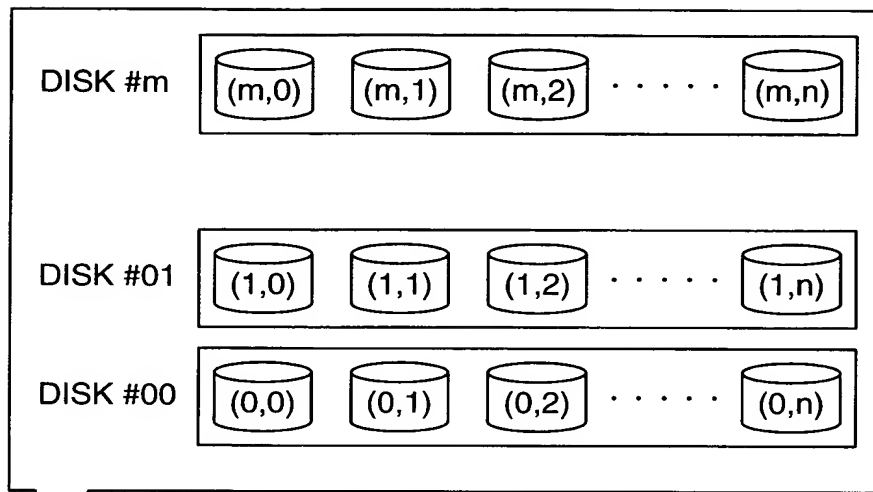 DISK #m (m,0) (m,1) (m,2) · · · · · (m,n)
DISK #01 (1,0) (1,1) (1,2) · · · · · (1,n)
DISK #00 (0,0) (0,1) (0,2) · · · · · (0,n)